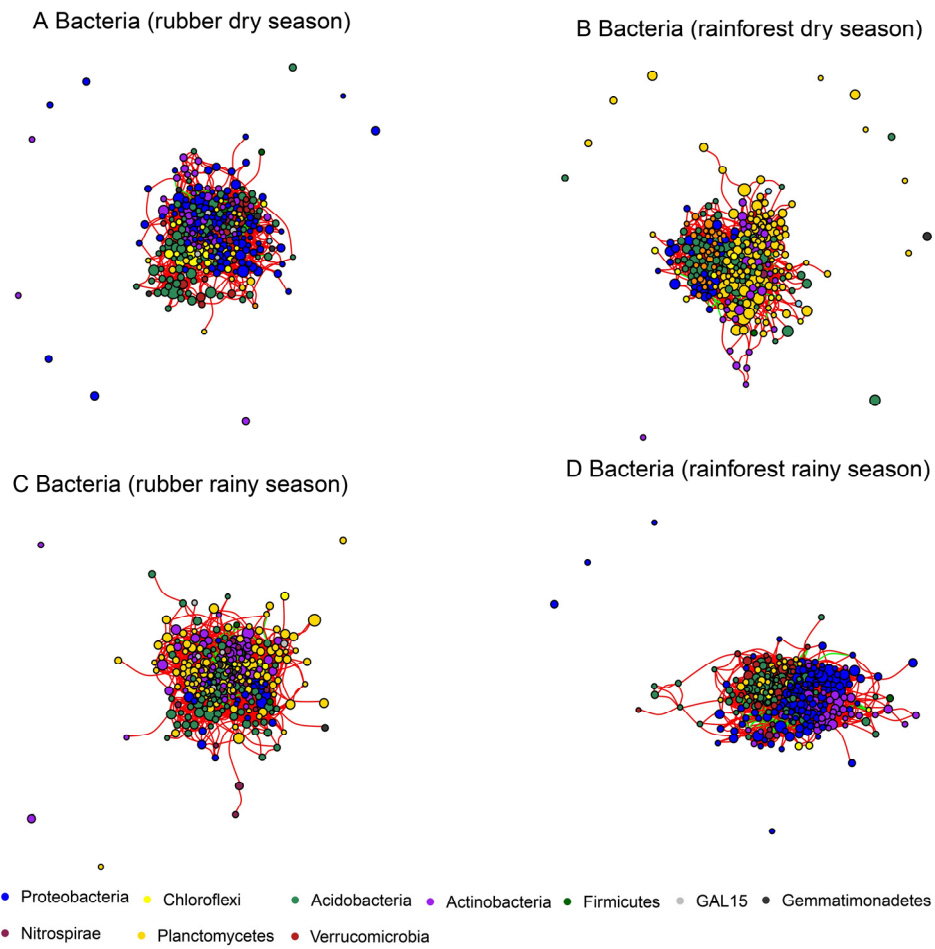 A Bacteria (rubber dry season)
B Bacteria (rainforest dry season)
C Bacteria (rubber rainy season)
D Bacteria (rainforest rainy season)
Proteobacteria Chloroflexi Acidobacteria Actinobacteria Firmicutes GAL15 Gemmatimonadetes
Nitrospirae Planctomycetes Verrucomicrobia